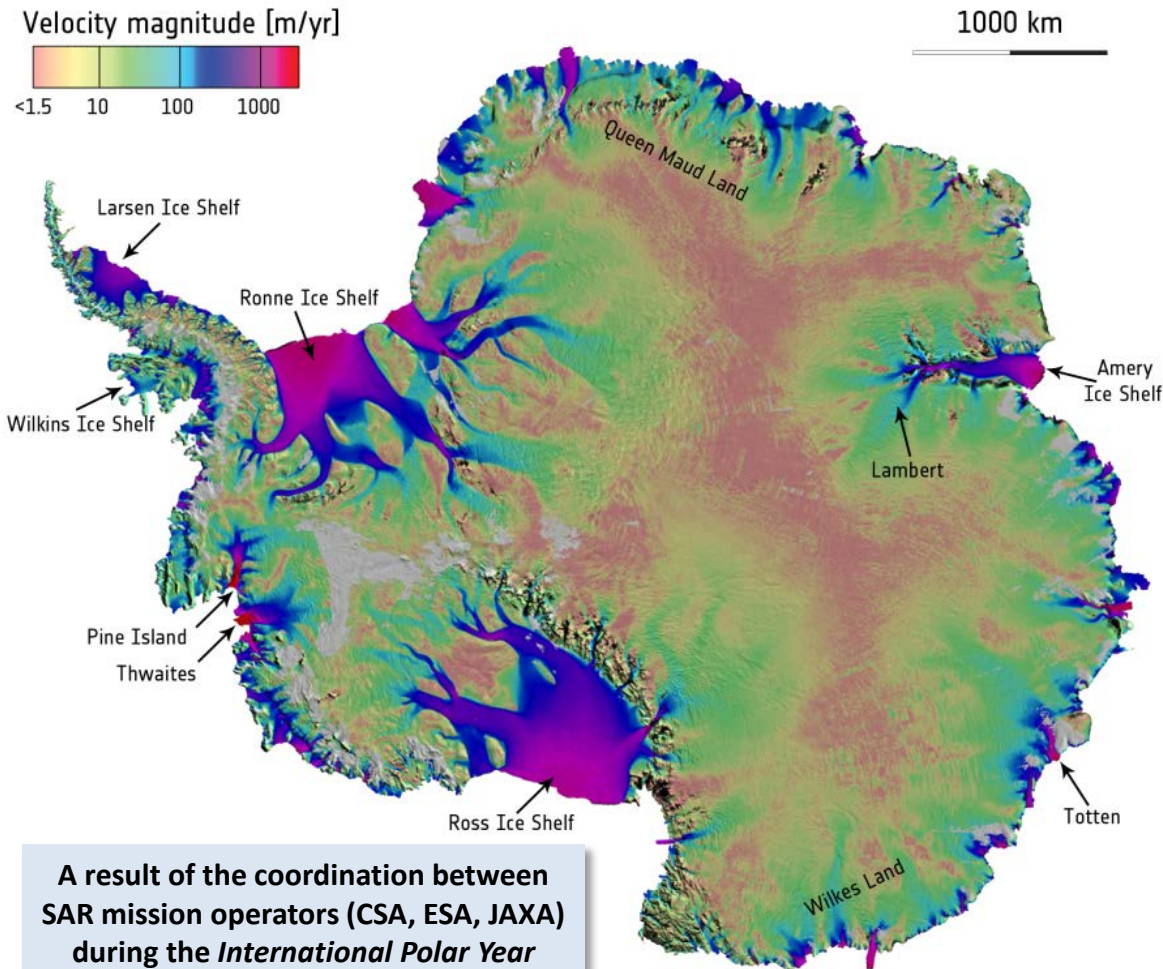 Velocity magnitude [m/yr]
<1.5 10 100 1000
1000 km
Queen Maud Land
Larsen Ice Shelf
Ronne Ice Shelf
Wilkins Ice Shelf
Amery
Ice Shelf
Lambert
Pine Island
Thwaites
Ross Ice Shelf
Totten
Wilkes Land
A result of the coordination between
SAR mission operators (CSA, ESA, JAXA)
during the International Polar Year